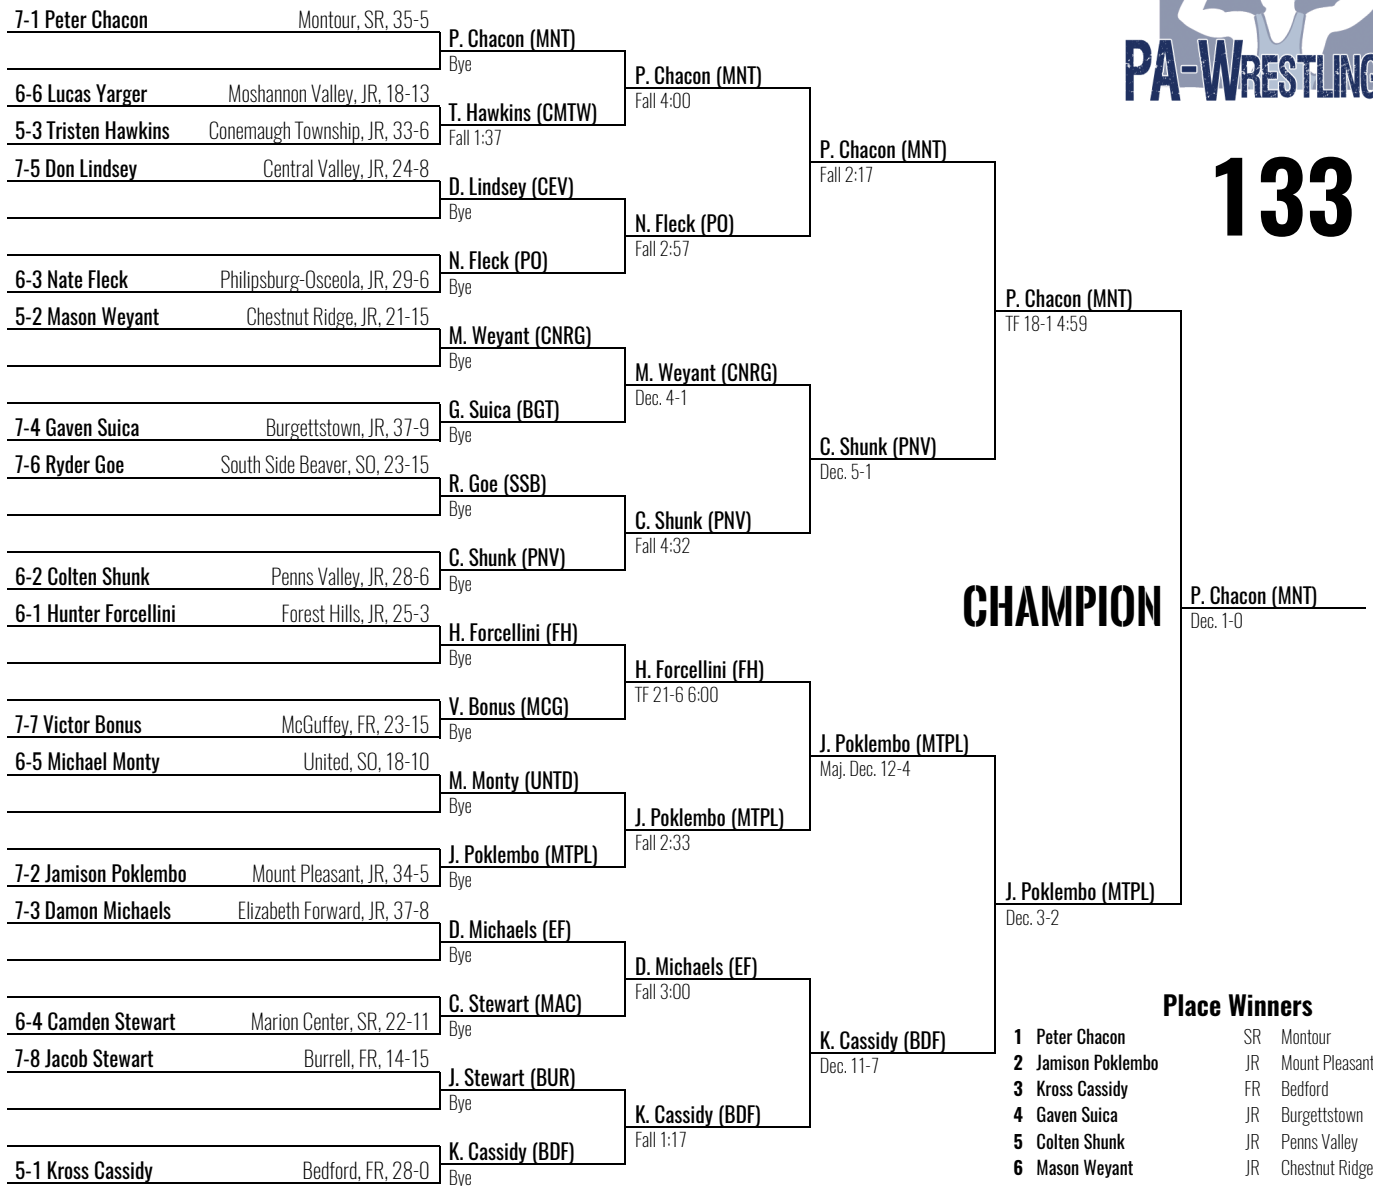 7-1 Peter Chacon Montour, SR, 35-5
P. Chacon (MNT)
Bye
6-6 Lucas Yarger Moshannon Valley, JR, 18-13
5-3 Tristen Hawkins Conemaugh Township, JR, 33-6
T. Hawkins (CMTW)
Fall 1:37
P. Chacon (MNT)
Fall 4:00
7-5 Don Lindsey Central Valley, JR, 24-8
D. Lindsey (CEV)
Bye
6-3 Nate Fleck Philipsburg-Osceola, JR, 29-6
N. Fleck (PO)
Bye
N. Fleck (PO)
Fall 2:57
P. Chacon (MNT)
Fall 2:17
5-2 Mason Weyant Chestnut Ridge, JR, 21-15
M. Weyant (CNRG)
Bye
7-4 Gaven Suica Burgettstown, JR, 37-9
G. Suica (BGT)
Bye
M. Weyant (CNRG)
Dec. 4-1
7-6 Ryder Goe South Side Beaver, SO, 23-15
R. Goe (SSB)
Bye
6-2 Colten Shunk Penns Valley, JR, 28-6
C. Shunk (PNV)
Bye
C. Shunk (PNV)
Fall 4:32
C. Shunk (PNV)
Dec. 5-1
P. Chacon (MNT)
TF 18-1 4:59
6-1 Hunter Forcellini Forest Hills, JR, 25-3
H. Forcellini (FH)
Bye
7-7 Victor Bonus McGuffey, FR, 23-15
V. Bonus (MCG)
Bye
H. Forcellini (FH)
TF 21-6 6:00
6-5 Michael Monty United, SO, 18-10
M. Monty (UNTD)
Bye
7-2 Jamison Poklembo Mount Pleasant, JR, 34-5
J. Poklembo (MTPL)
Bye
J. Poklembo (MTPL)
Fall 2:33
J. Poklembo (MTPL)
Maj. Dec. 12-4
7-3 Damon Michaels Elizabeth Forward, JR, 37-8
D. Michaels (EF)
Bye
6-4 Camden Stewart Marion Center, SR, 22-11
C. Stewart (MAC)
Bye
D. Michaels (EF)
Fall 3:00
7-8 Jacob Stewart Burrell, FR, 14-15
J. Stewart (BUR)
Bye
5-1 Kross Cassidy Bedford, FR, 28-0
K. Cassidy (BDF)
Bye
K. Cassidy (BDF)
Fall 1:17
K. Cassidy (BDF)
Dec. 11-7
J. Poklembo (MTPL)
Dec. 3-2
PA-WRESTLING
133
CHAMPION
P. Chacon (MNT)
Dec. 1-0
Place Winners
1 Peter Chacon SR Montour
2 Jamison Poklembo JR Mount Pleasant
3 Kross Cassidy FR Bedford
4 Gaven Suica JR Burgettstown
5 Colten Shunk JR Penns Valley
6 Mason Weyant JR Chestnut Ridge